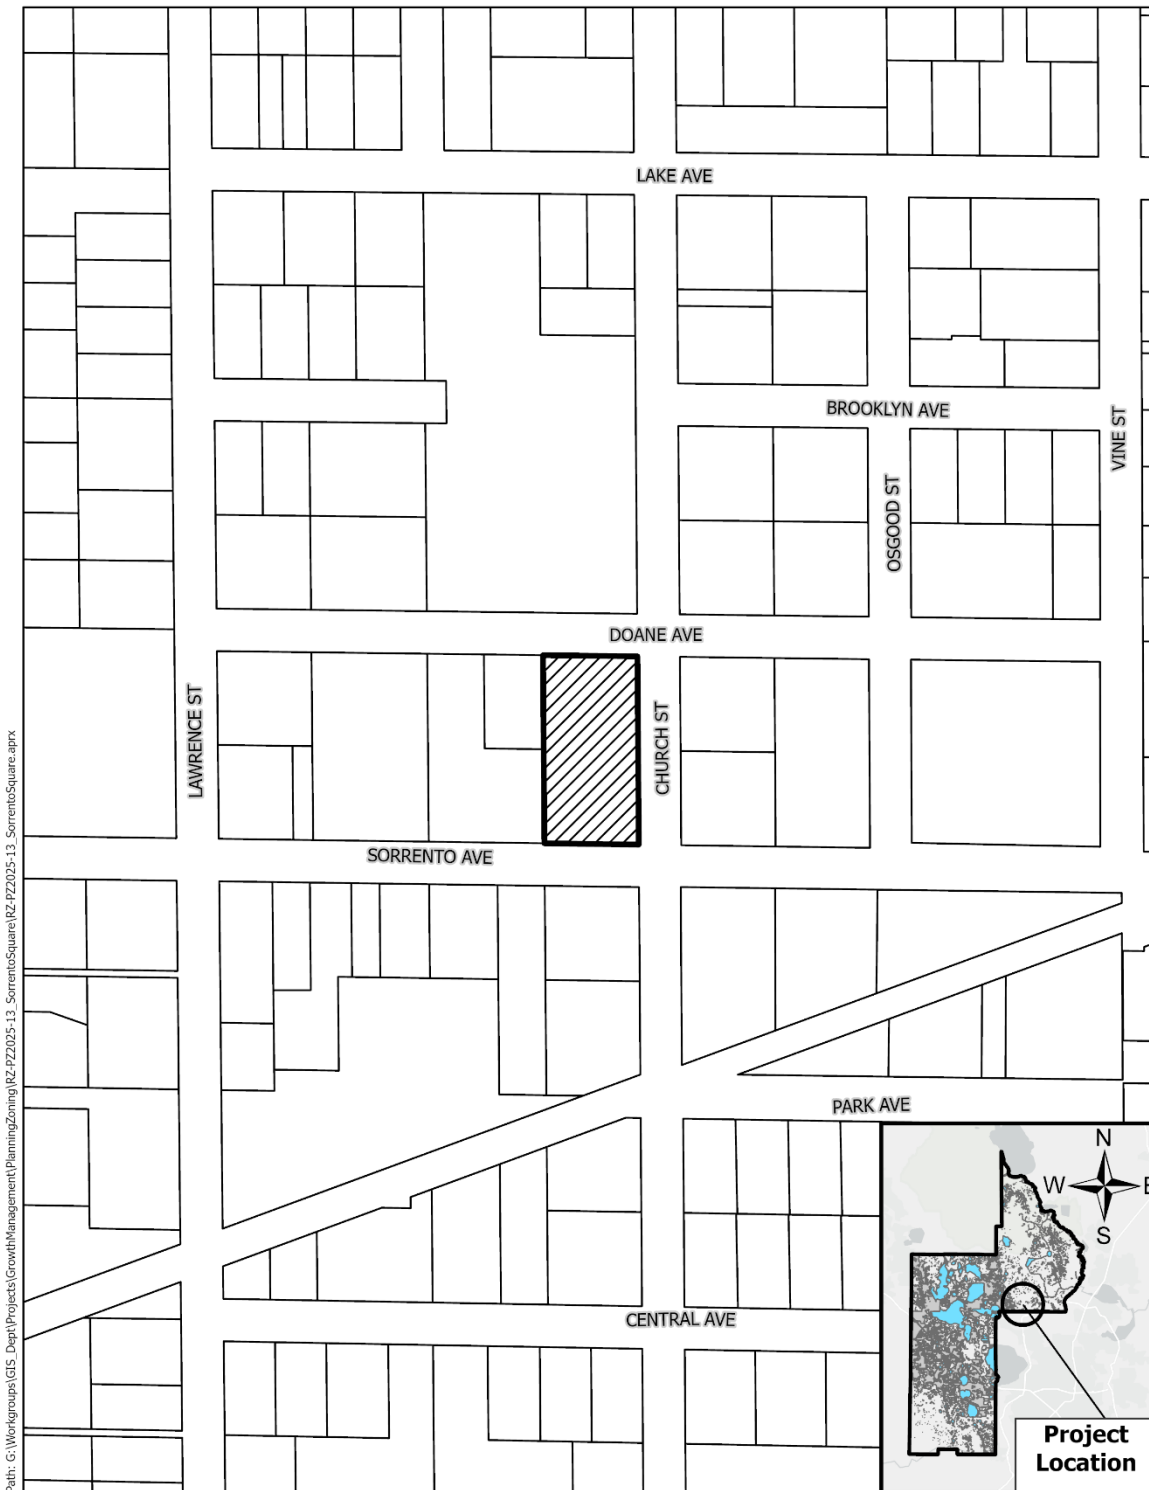 LAKE AVE
BROOKLYN AVE
VINE ST
OSGOOD ST
DOANE AVE
LAWRENCE ST
CHURCH ST
SORRENTO AVE
PARK AVE
CENTRAL AVE
N
W
E
S
Project
Location
Path: G:\Workgroups\GIS_Dept\Projects\GrowthManagement\PlanningZoning\RZ-PZ2025-13_SorrentoSquare\RZ-PZ2025-13_SorrentoSquare.aprx